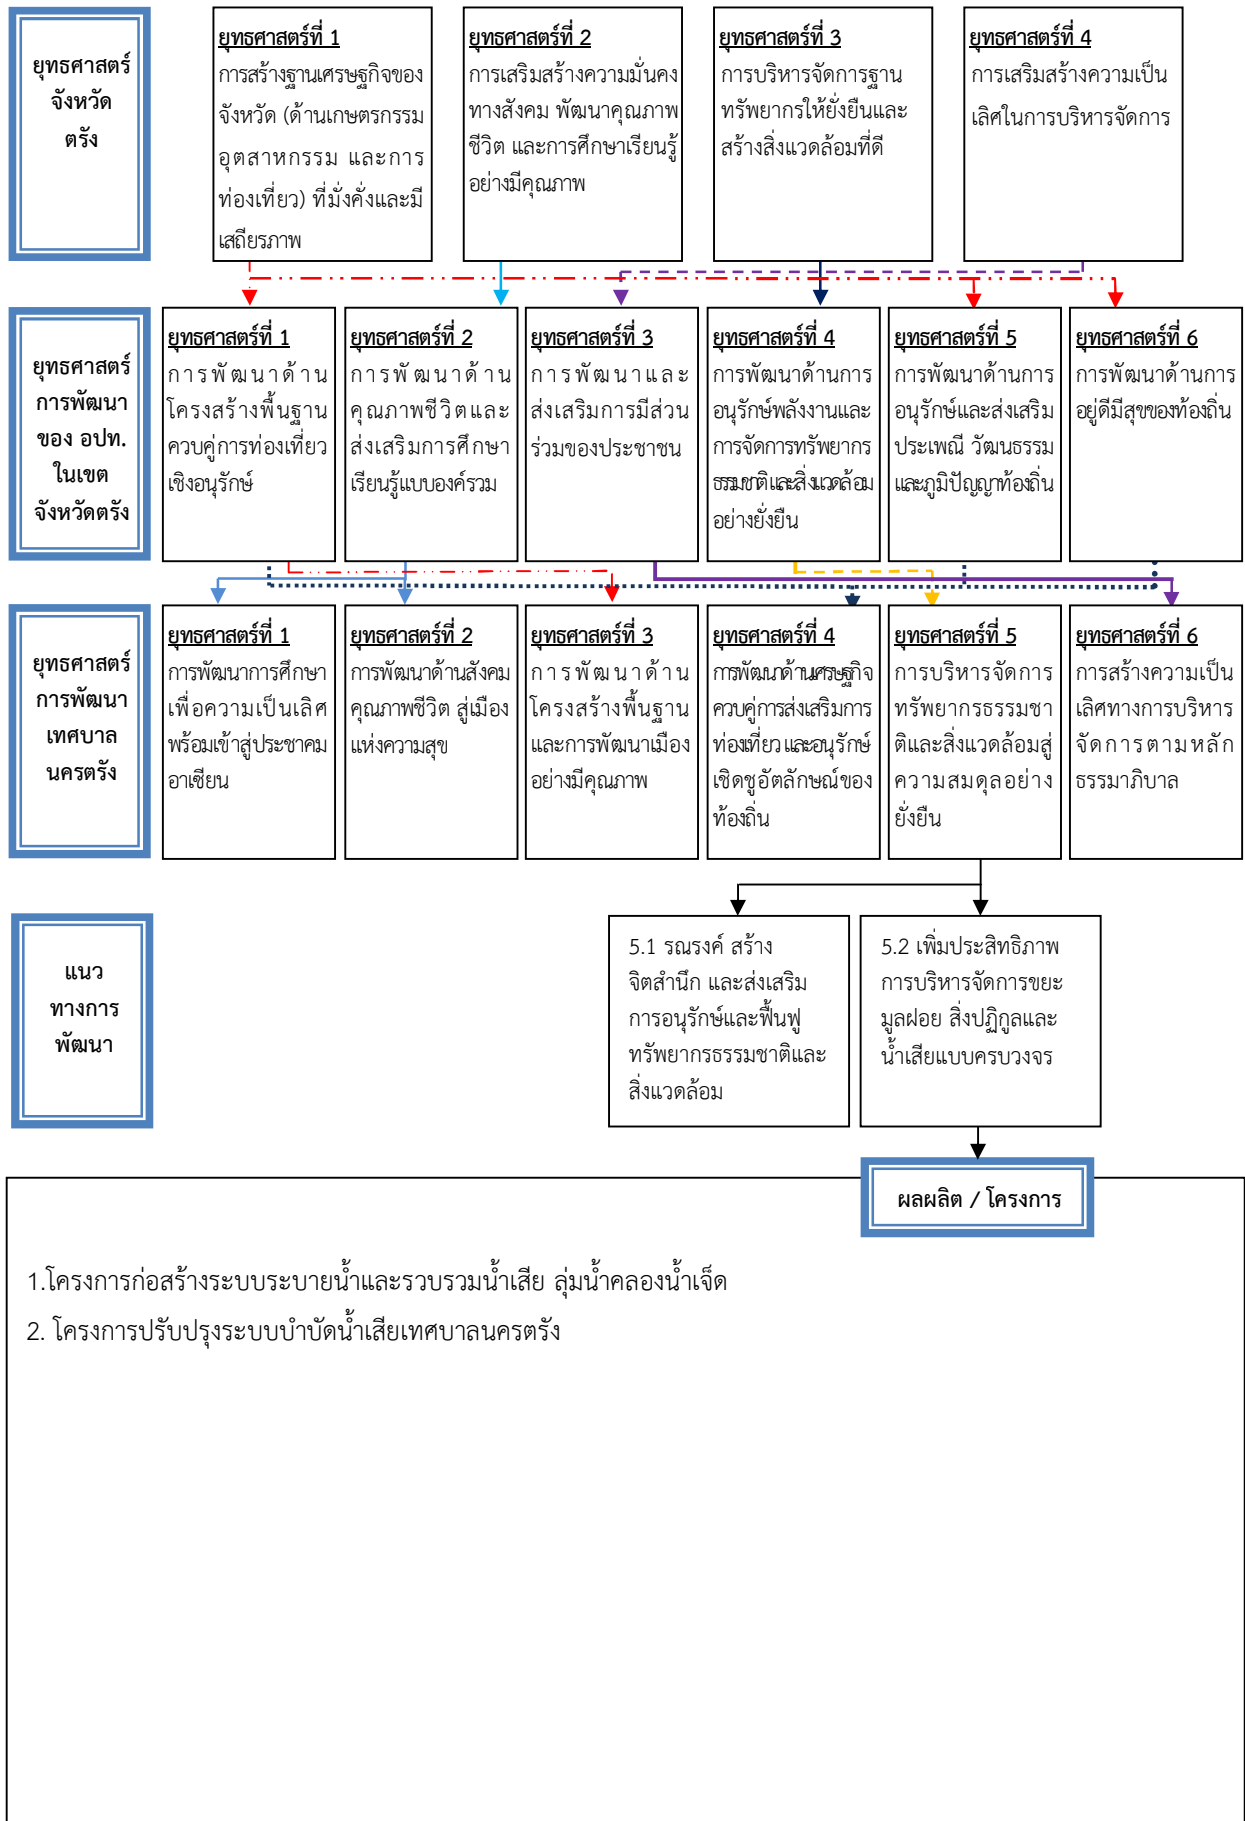 ยุทธศาสตร์
จังหวัด
ตรัง
ยุทธศาสตร์ที่ 1
การสร้างฐานเศรษฐกิจของ
จังหวัด (ด้านเกษตรกรรม
อุตสาหกรรม และการ
ท่องเที่ยว) ที่มั่งคั่งและมี
เสถียรภาพ
ยุทธศาสตร์ที่ 2
การเสริมสร้างความมั่นคง
ทางสังคม พัฒนาคุณภาพ
ชีวิต และการศึกษาเรียนรู้
อย่างมีคุณภาพ
ยุทธศาสตร์ที่ 3
การบริหารจัดการฐาน
ทรัพยากรให้ยั่งยืนและ
สร้างสิ่งแวดล้อมที่ดี
ยุทธศาสตร์ที่ 4
การเสริมสร้างความเป็น
เลิศในการบริหารจัดการ
ยุทธศาสตร์
การพัฒนา
ของ อปท.
ในเขต
จังหวัดตรัง
ยุทธศาสตร์ที่ 1
การพัฒนาด้าน
โครงสร้างพื้นฐาน
ควบคู่การท่องเที่ยว
เชิงอนุรักษ์
ยุทธศาสตร์ที่ 2
การพัฒนาด้าน
คุณภาพชีวิตและ
ส่งเสริมการศึกษา
เรียนรู้แบบองค์รวม
ยุทธศาสตร์ที่ 3
การพัฒนาและ
ส่งเสริมการมีส่วน
ร่วมของประชาชน
ยุทธศาสตร์ที่ 4
การพัฒนาด้านการ
อนุรักษ์พลังงานและ
การจัดการทรัพยากร
ธรรมชาติและสิ่งแวดล้อม
อย่างยั่งยืน
ยุทธศาสตร์ที่ 5
การพัฒนาด้านการ
อนุรักษ์และส่งเสริม
ประเพณี วัฒนธรรม
และภูมิปัญญาท้องถิ่น
ยุทธศาสตร์ที่ 6
การพัฒนาด้านการ
อยู่ดีมีสุขของท้องถิ่น
ยุทธศาสตร์
การพัฒนา
เทศบาล
นครตรัง
ยุทธศาสตร์ที่ 1
การพัฒนาการศึกษา
เพื่อความเป็นเลิศ
พร้อมเข้าสู่ประชาคม
อาเซียน
ยุทธศาสตร์ที่ 2
การพัฒนาด้านสังคม
คุณภาพชีวิต สู่เมือง
แห่งความสุข
ยุทธศาสตร์ที่ 3
การพัฒนาด้าน
โครงสร้างพื้นฐาน
และการพัฒนาเมือง
อย่างมีคุณภาพ
ยุทธศาสตร์ที่ 4
การพัฒนาด้านเศรษฐกิจ
ควบคู่การส่งเสริมการ
ท่องเที่ยว และอนุรักษ์
เชิดชูอัตลักษณ์ของ
ท้องถิ่น
ยุทธศาสตร์ที่ 5
การบริหารจัดการ
ทรัพยากรธรรมชา
ติและสิ่งแวดล้อมสู่
ความสมดุลอย่าง
ยั่งยืน
ยุทธศาสตร์ที่ 6
การสร้างความเป็น
เลิศทางการบริหาร
จัดการตามหลัก
ธรรมาภิบาล
แนว
ทางการ
พัฒนา
5.1 รณรงค์ สร้าง
จิตสำนึก และส่งเสริม
การอนุรักษ์และฟื้นฟู
ทรัพยากรธรรมชาติและ
สิ่งแวดล้อม
5.2 เพิ่มประสิทธิภาพ
การบริหารจัดการขยะ
มูลฝอย สิ่งปฏิกูลและ
น้ำเสียแบบครบวงจร
ผลผลิต / โครงการ
1.โครงการก่อสร้างระบบระบายน้ำและรวบรวมน้ำเสีย ลุ่มน้ำคลองน้ำเจ็ด
2. โครงการปรับปรุงระบบบำบัดน้ำเสียเทศบาลนครตรัง